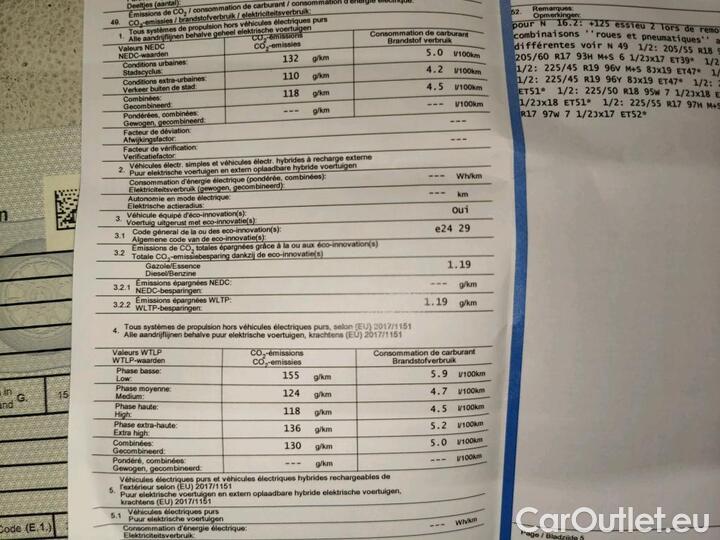 Deeltjes (aantal):
Émissions de CO2 / consommation de carburant / consommation d'énergie électrique:
49. CO2-emissies / brandstofverbruik / elektriciteitsverbruik:
1. Tous systèmes de propulsion hors véhicules électriques purs
Alle aandrijflijnen behalve geheel elektrische voertuigen
Valeurs NEDC
NEDC-waarden
CO2-émissions
CO2-emissies
Consommation de carburant
Brandstof verbruik
Conditions urbaines:
Stadscyclus:
132 g/km
5.0 l/100km
Conditions extra-urbaines:
Verkeer buiten de stad:
110 g/km
4.2 l/100km
Combinées:
Gecombineerd:
118 g/km
4.5 l/100km
Pondérées, combinées:
Gewogen, gecombineerd:
--- g/km
--- l/100km
Facteur de déviation:
Afwijkingsfactor:
---
Facteur de vérification:
Verificatiefactor:
---
2. Véhicules électr. simples et véhicules électr. hybrides à recharge externe
Puur elektrische voertuigen en extern oplaadbare hybride voertuigen
Consommation d'énergie électrique (pondérée, combinées):
Elektriciteitsverbruik (gewogen, gecombineerd):
--- Wh/km
Autonomie en mode électrique:
Elektrische actieradius:
--- km
3. Véhicule équipé d'éco-innovation(s):
Voertuig uitgerust met eco-innovatie(s):
Oui
3.1 Code général de la ou des eco-innovation(s):
Algemene code van de eco-innovatie(s):
e24 29
3.2 Émissions de CO2 totales épargnées grâce à la ou aux éco-innovation(s)
Totale CO2-emissiebesparing dankzij de eco-innovatie(s):
Gazole/Essence
Diesel/Benzine
1.19
3.2.1 Émissions épargnées NEDC:
NEDC-besparingen:
--- g/km
3.2.2 Émissions épargnées WLTP:
WLTP-besparingen:
1.19 g/km
4. Tous systèmes de propulsion hors véhicules électriques purs, selon (EU) 2017/1151
Alle aandrijflijnen behalve puur elektrische voertuigen, krachtens (EU) 2017/1151
Valeurs WTLP
WTLP-waarden
CO2-émissions
CO2-emissies
Consommation de carburant
Brandstofverbruik
Phase basse:
Low:
155 g/km
5.9 l/100km
Phase moyenne:
Medium:
124 g/km
4.7 l/100km
Phase haute:
High:
118 g/km
4.5 l/100km
Phase extra-haute:
Extra high:
136 g/km
5.2 l/100km
Combinées:
Gecombineerd:
130 g/km
5.0 l/100km
Pondéré, combinées:
Gewogen, gecombineerd:
--- g/km
--- l/100km
Véhicules électriques purs et véhicules électriques hybrides rechargeables de
l'extérieur selon (EU) 2017/1151
5. Puur elektrische voertuigen en extern oplaadbare hybride elektrische voertuigen,
krachtens (EU) 2017/1151
5.1 Véhicules électriques purs
Puur elektrische voertuigen
Consommation d'énergie électrique:
Elektriciteitsverbruik:
--- Wh/km
52. Remarques:
Opmerkingen:
pour N 16.2: +125 essieu 2 lors de remo
combinaisons ''roues et pneumatiques'' a
différentes voir N 49 1/2: 205/55 R18
205/60 R17 93H M+S 6 1/2Jx17 ET39*
1/2: 225/45 R19 96V M+S 8Jx19 ET47*
1/2: 225/45 R19 96V 8Jx19 ET47*
ET51* 1/2: 225/50 R18 95W 7 1/2Jx18
1/2Jx18 ET51* 1/2: 225/55 R17 97H M+S
R17 97W 7 1/2Jx17 ET52*
Page / Bladzijde 5
n
in
and G.
15
Code (E.1.)
CarOutlet.eu